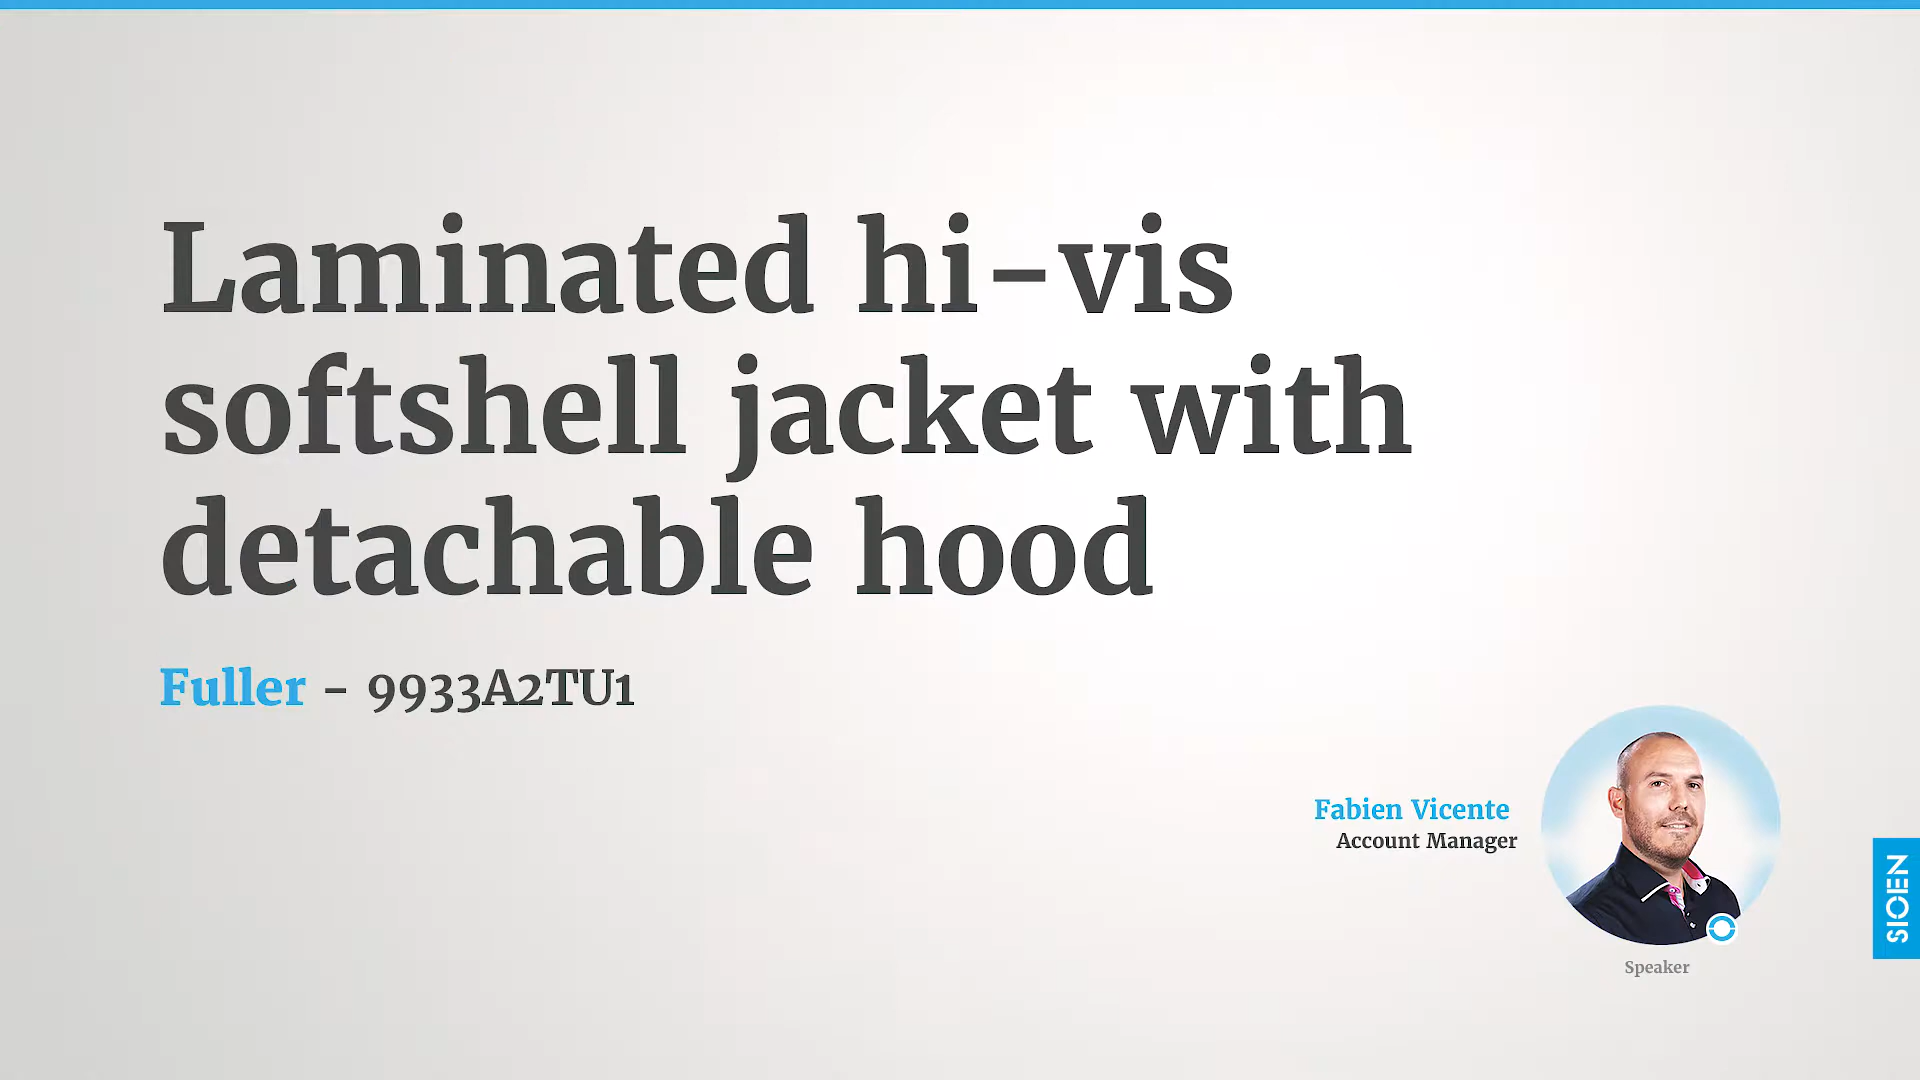 Laminated hi-vis
softshell jacket with
detachable hood
Fuller - 9933A2TU1
Fabien Vicente
Account Manager
Speaker
SIOEN